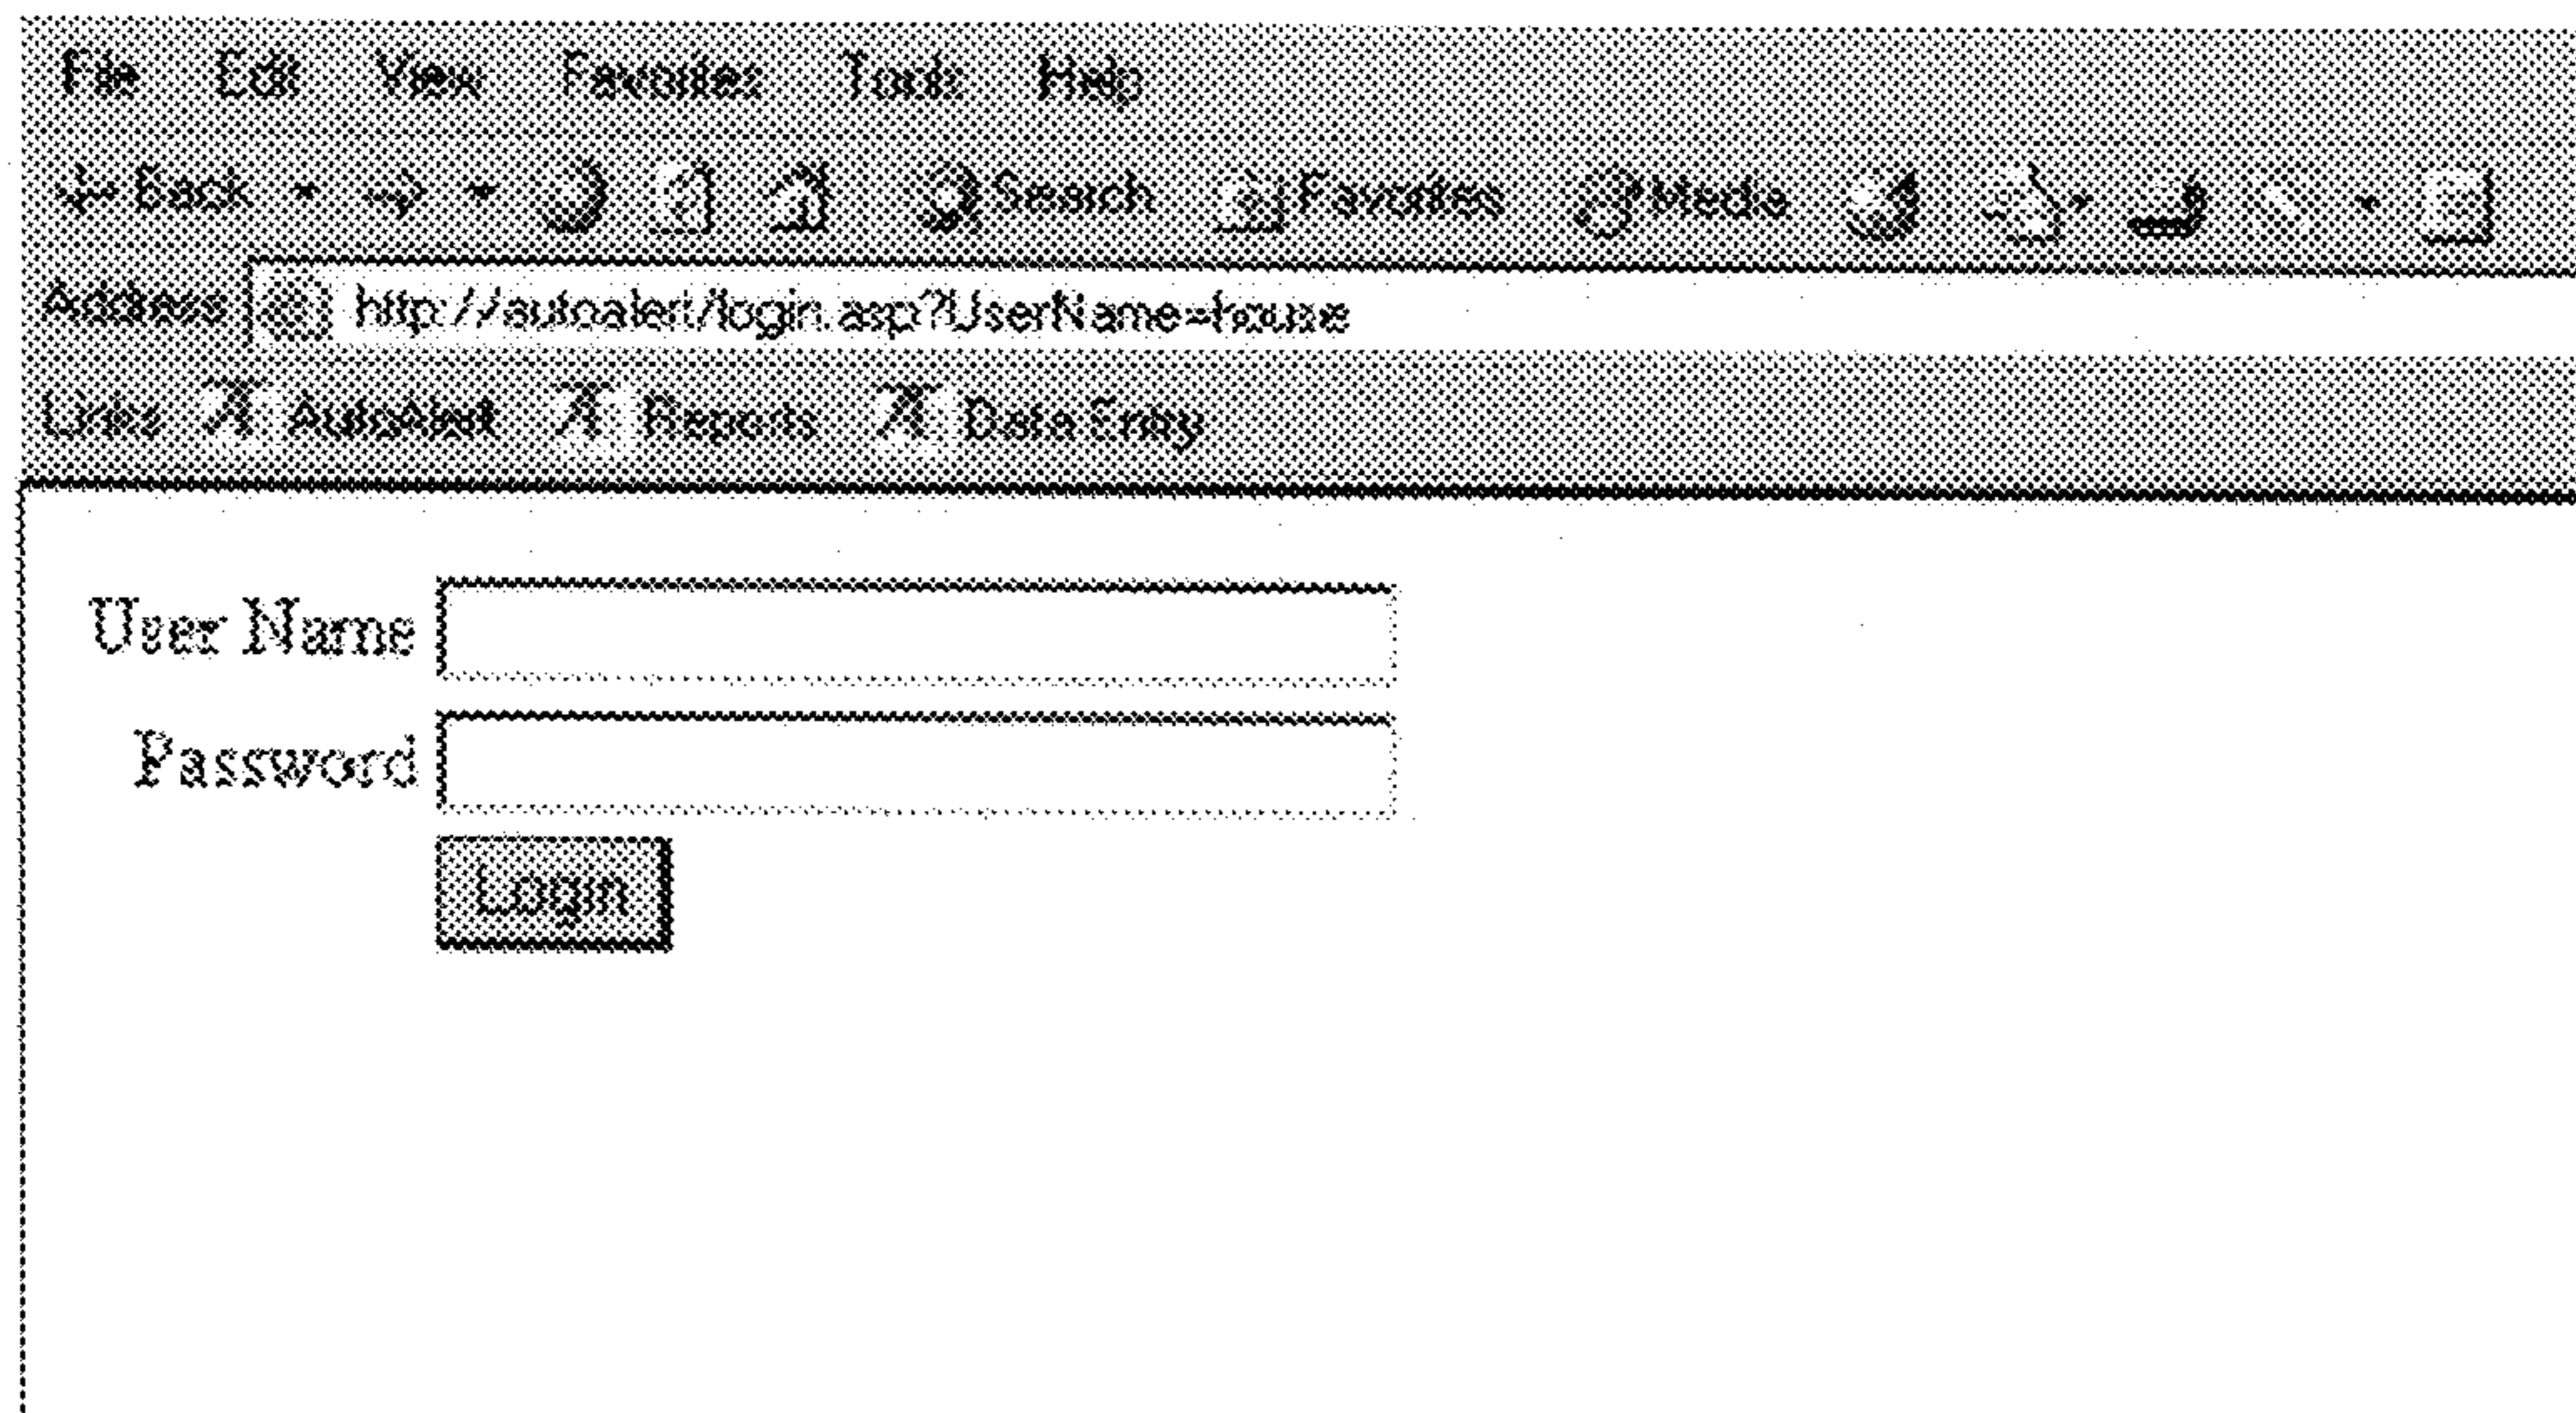 File Edit View Favorites Tools Help
Back Search Favorites Media
Address http://autoalert/login.asp?UserName=house
Links AutoAlert Reports Data Entry
User Name
Password
Login